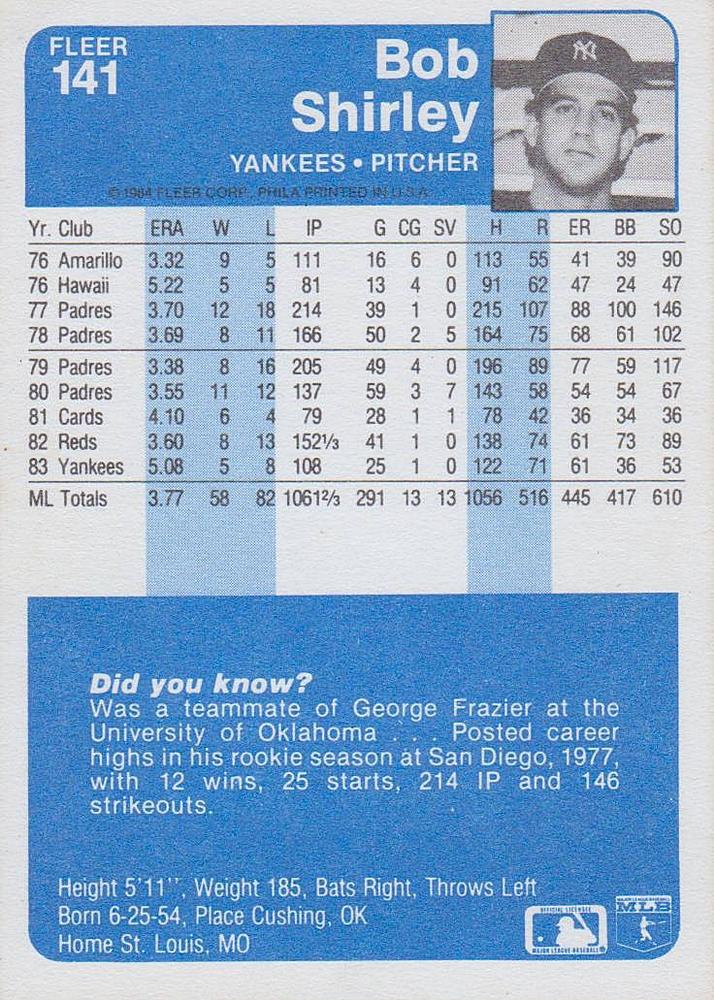 FLEER
141
Bob
Shirley
YANKEES • PITCHER
© 1984 FLEER CORP., PHILA PRINTED IN U.S.A.
NY
Yr. Club ERA W L IP G CG SV H R ER BB SO
76 Amarillo 3.32 9 5 111 16 6 0 113 55 41 39 90
76 Hawaii 5.22 5 5 81 13 4 0 91 62 47 24 47
77 Padres 3.70 12 18 214 39 1 0 215 107 88 100 146
78 Padres 3.69 8 11 166 50 2 5 164 75 68 61 102
79 Padres 3.38 8 16 205 49 4 0 196 89 77 59 117
80 Padres 3.55 11 12 137 59 3 7 143 58 54 54 67
81 Cards 4.10 6 4 79 28 1 1 78 42 36 34 36
82 Reds 3.60 8 13 152⅓ 41 1 0 138 74 61 73 89
83 Yankees 5.08 5 8 108 25 1 0 122 71 61 36 53
ML Totals 3.77 58 82 1061⅔ 291 13 13 1056 516 445 417 610
Did you know?
Was a teammate of George Frazier at the
University of Oklahoma . . . Posted career
highs in his rookie season at San Diego, 1977,
with 12 wins, 25 starts, 214 IP and 146
strikeouts.
Height 5'11'', Weight 185, Bats Right, Throws Left
Born 6-25-54, Place Cushing, OK
Home St. Louis, MO
OFFICIAL LICENSEE
MAJOR LEAGUE BASEBALL
MLB